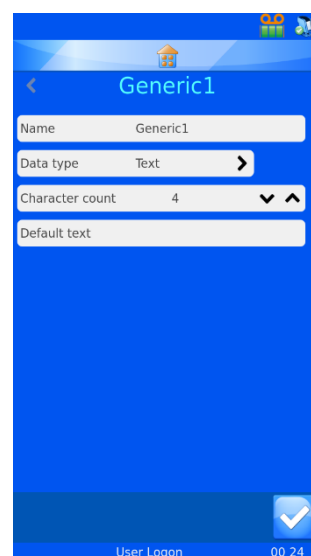 Generic1
Name Generic1
Data type Text
Character count 4
Default text
User Logon 00 24